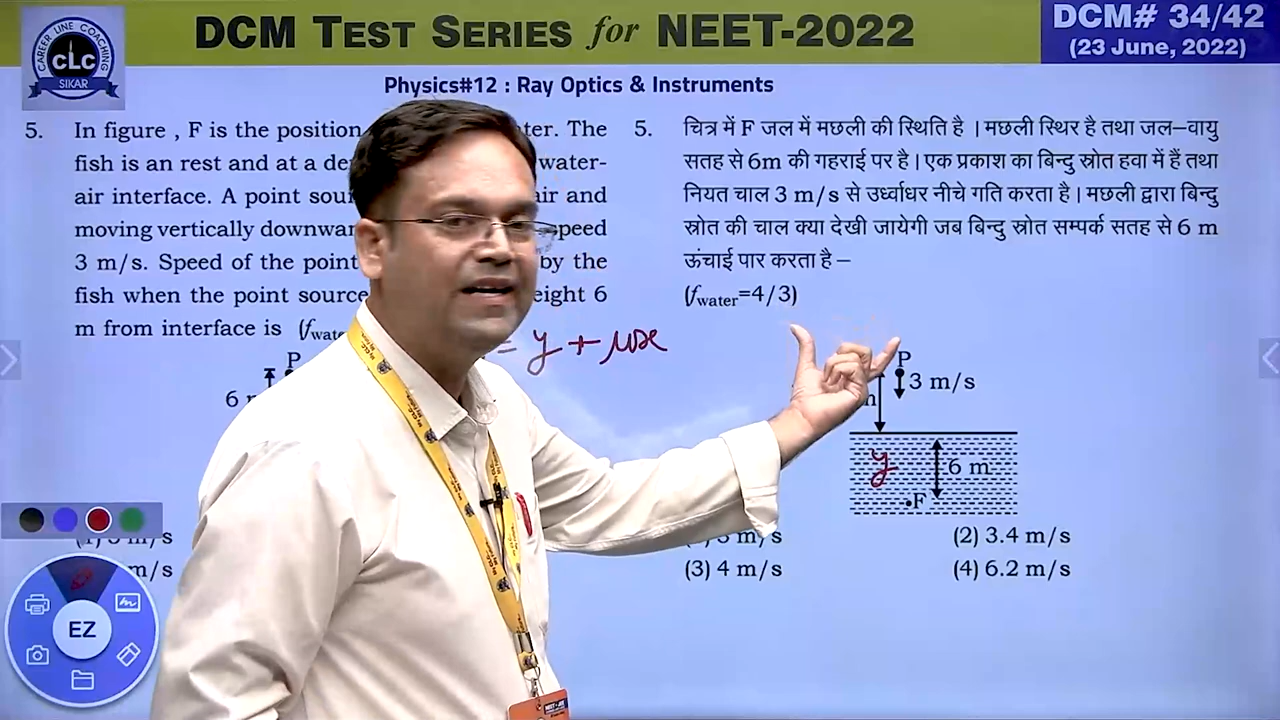 DCM TEST SERIES for NEET-2022
DCM# 34/42
(23 June, 2022)
CAREER LINE COACHING
CLC
SIKAR
Physics#12 : Ray Optics & Instruments
5. In figure , F is the position ter. The
fish is an rest and at a water-
air interface. A point air and
moving vertically speed
3 m/s. Speed of the point by the
fish when the point source eight 6
m from interface is
= y + μx
P
6
m/s
m/s
5. चित्र में F जल में मछली की स्थिति है । मछली स्थिर है तथा जल–वायु
सतह से 6m की गहराई पर है। एक प्रकाश का बिन्दु स्रोत हवा में हैं तथा
नियत चाल 3 m/s से उर्ध्वाधर नीचे गति करता है। मछली द्वारा बिन्दु
स्रोत की चाल क्या देखी जायेगी जब बिन्दु स्रोत सम्पर्क सतह से 6 m
ऊंचाई पार करता है –
(fwater=4/3)
P
3 m/s
y
6 m
F
m/s (2) 3.4 m/s
(3) 4 m/s (4) 6.2 m/s
EZ